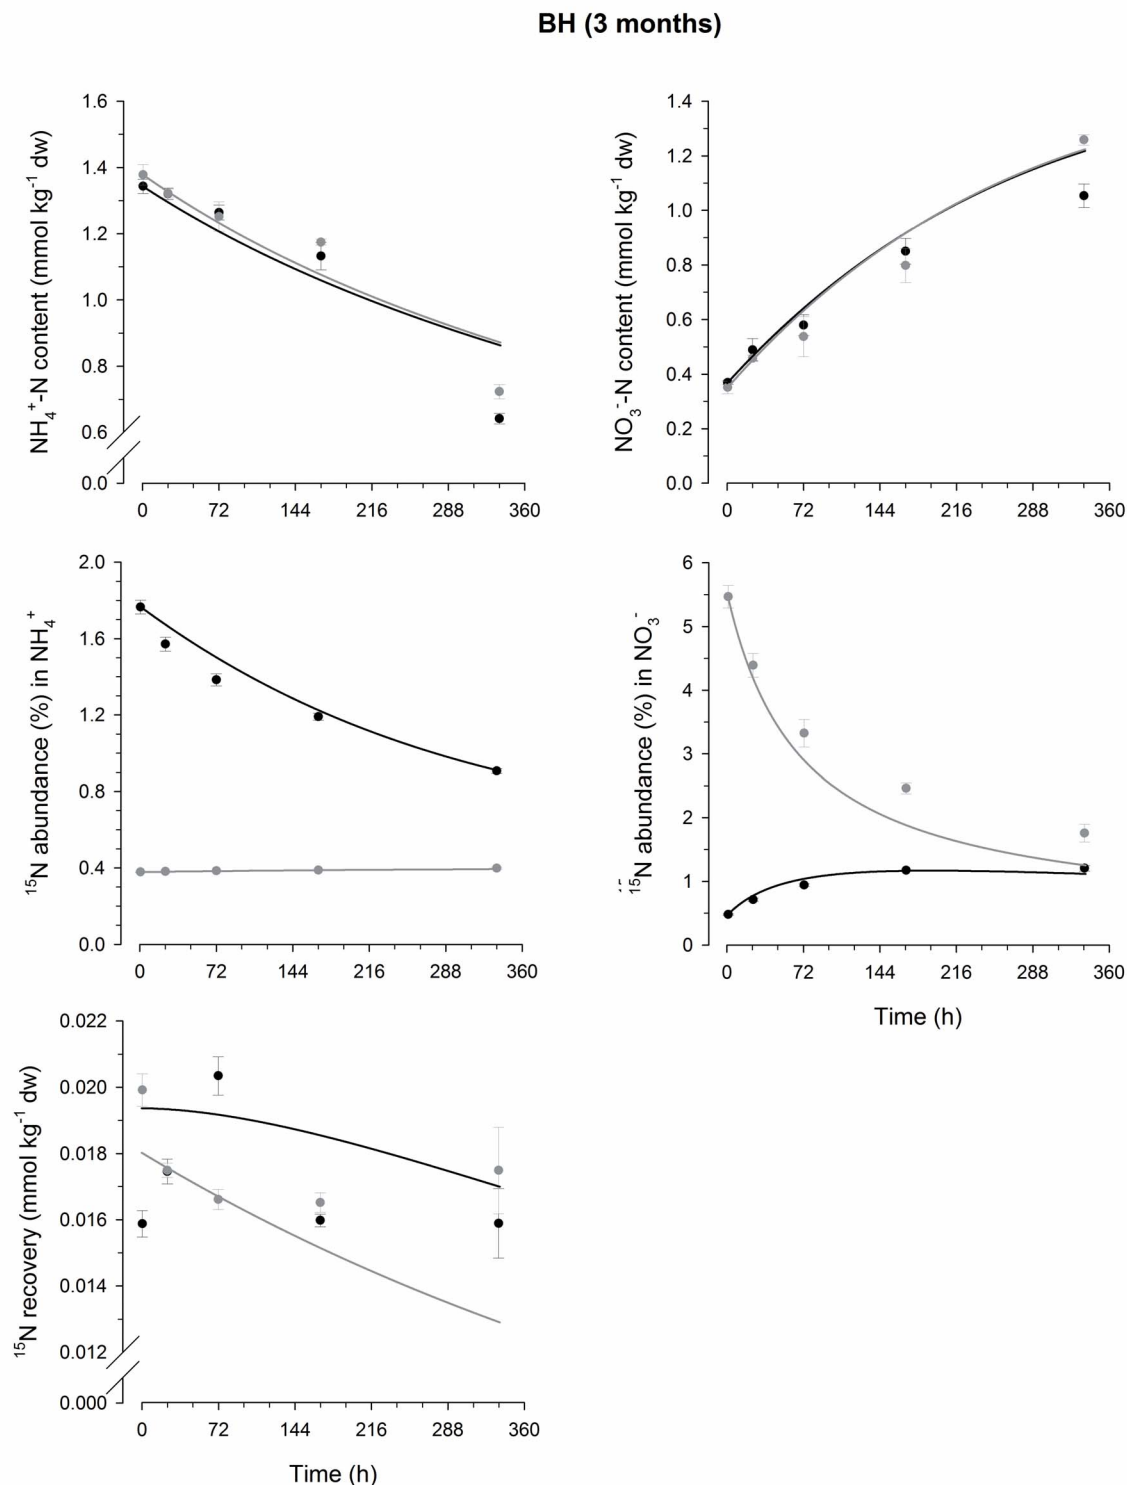 BH (3 months)
NH₄⁺-N content (mmol kg⁻¹ dw)
1.6
1.4
1.2
1.0
0.8
0.6
0.0
0 72 144 216 288 360
NO₃⁻-N content (mmol kg⁻¹ dw)
1.4
1.2
1.0
0.8
0.6
0.4
0.2
0.0
0 72 144 216 288 360
¹⁵N abundance (%) in NH₄⁺
2.0
1.6
1.2
0.8
0.4
0.0
0 72 144 216 288 360
¹⁵N abundance (%) in NO₃⁻
6
5
4
3
2
1
0
0 72 144 216 288 360
Time (h)
¹⁵N recovery (mmol kg⁻¹ dw)
0.022
0.020
0.018
0.016
0.014
0.012
0.000
0 72 144 216 288 360
Time (h)